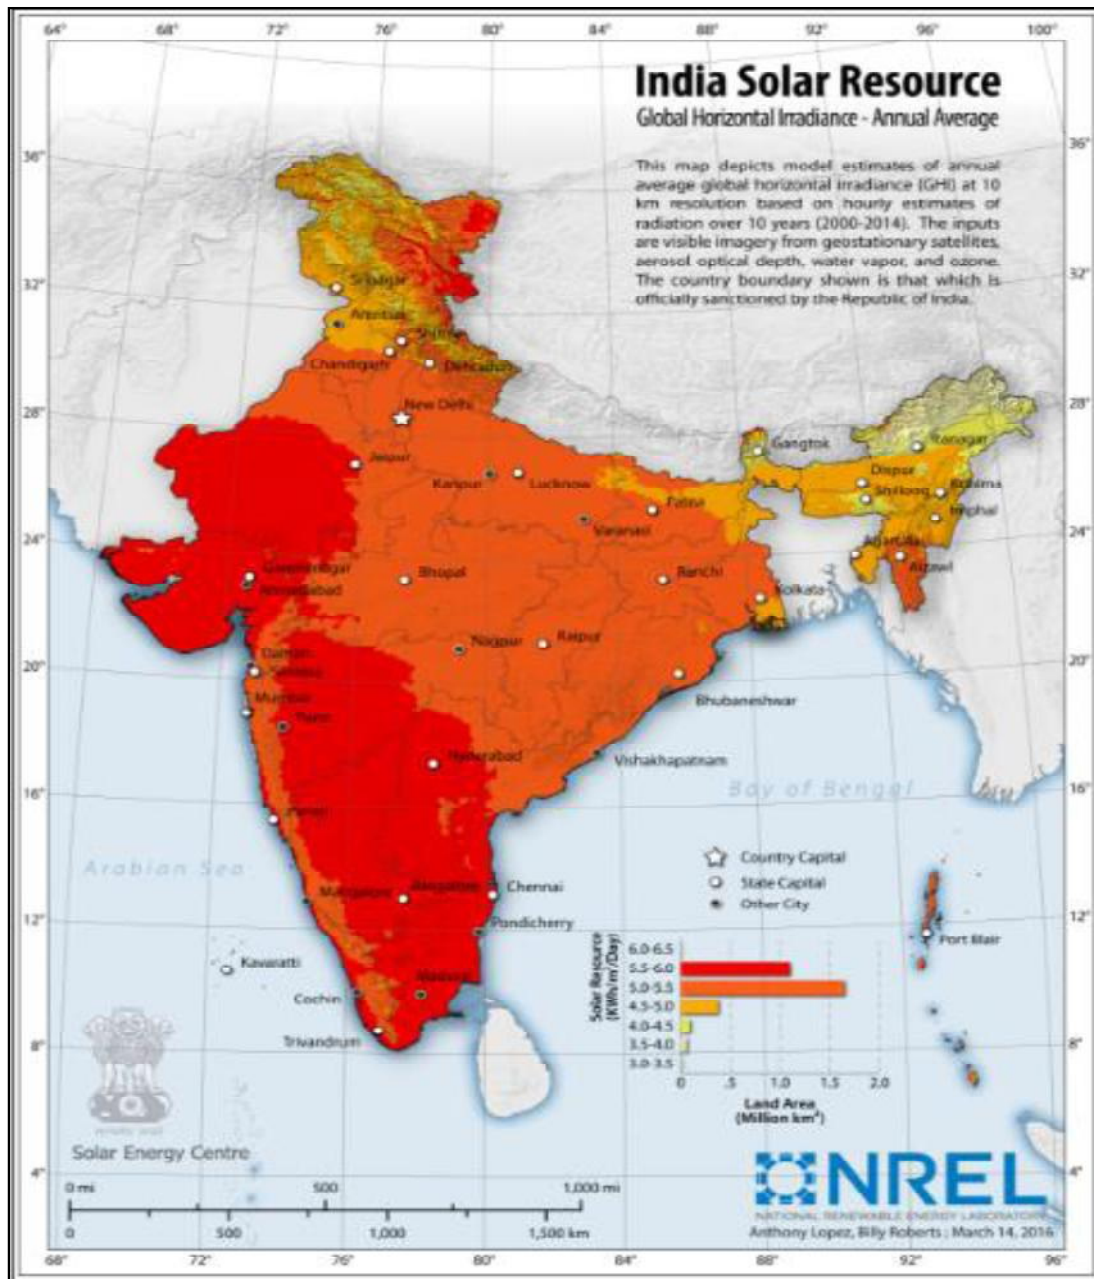 64° 68° 72° 76° 80° 84° 88° 92° 96° 100°
India Solar Resource
Global Horizontal Irradiance - Annual Average
This map depicts model estimates of annual
average global horizontal irradiance (GHI) at 10
km resolution based on hourly estimates of
radiation over 10 years (2000-2014). The inputs
are visible imagery from geostationary satellites,
aerosol optical depth, water vapor, and ozone.
The country boundary shown is that which is
officially sanctioned by the Republic of India.
36° 36°
32° 32°
Srinagar
Amritsar
Shimla
Chandigarh
Dehradun
28° 28°
New Delhi
Gangtok
Itanagar
Jaipur
Kanpur
Lucknow
Dispur
Shillong
Kohima
Patna
Imphal
Varanasi
24° 24°
Agartala
Aizawl
Gandhinagar
Ahmedabad
Bhopal
Ranchi
Kolkata
Nagpur
Raipur
Daman
Silvassa
20° 20°
Mumbai
Bhubaneshwar
Pune
Hyderabad
Vishakhapatnam
16° 16°
Bay of Bengal
Panaji
Arabian Sea
Country Capital
State Capital
Other City
Mangalore
Bangalore
Chennai
12° 12°
Pondicherry
Port Blair
Kavaratti
Madurai
Cochin
Trivandrum
8° 8°
Solar Resource
(KWh/m²/Day)
6.0-6.5
5.5-6.0
5.0-5.5
4.5-5.0
4.0-4.5
3.5-4.0
3.0-3.5
0 .5 1.0 1.5 2.0
Land Area
(Million km²)
Solar Energy Centre
4° 4°
0 mi 500 1,000 mi
0 500 1,000 1,500 km
NREL
NATIONAL RENEWABLE ENERGY LABORATORY
Anthony Lopez, Billy Roberts ; March 14, 2016
68° 72° 76° 80° 84° 88° 92° 96°